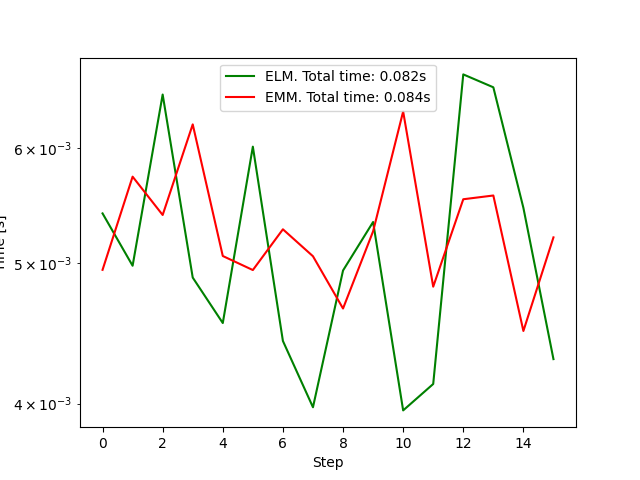 ELM. Total time: 0.082s
EMM. Total time: 0.084s
6 × 10⁻³
5 × 10⁻³
4 × 10⁻³
[s]
0 2 4 6 8 10 12 14
Step